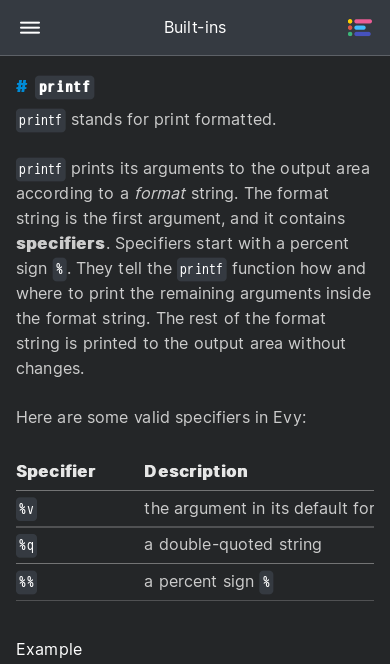 Built-ins
# printf
printf stands for print formatted.
printf prints its arguments to the output area
according to a format string. The format
string is the first argument, and it contains
specifiers. Specifiers start with a percent
sign %. They tell the printf function how and
where to print the remaining arguments inside
the format string. The rest of the format
string is printed to the output area without
changes.
Here are some valid specifiers in Evy:
Specifier Description
%v the argument in its default for
%q a double-quoted string
%% a percent sign %
Example